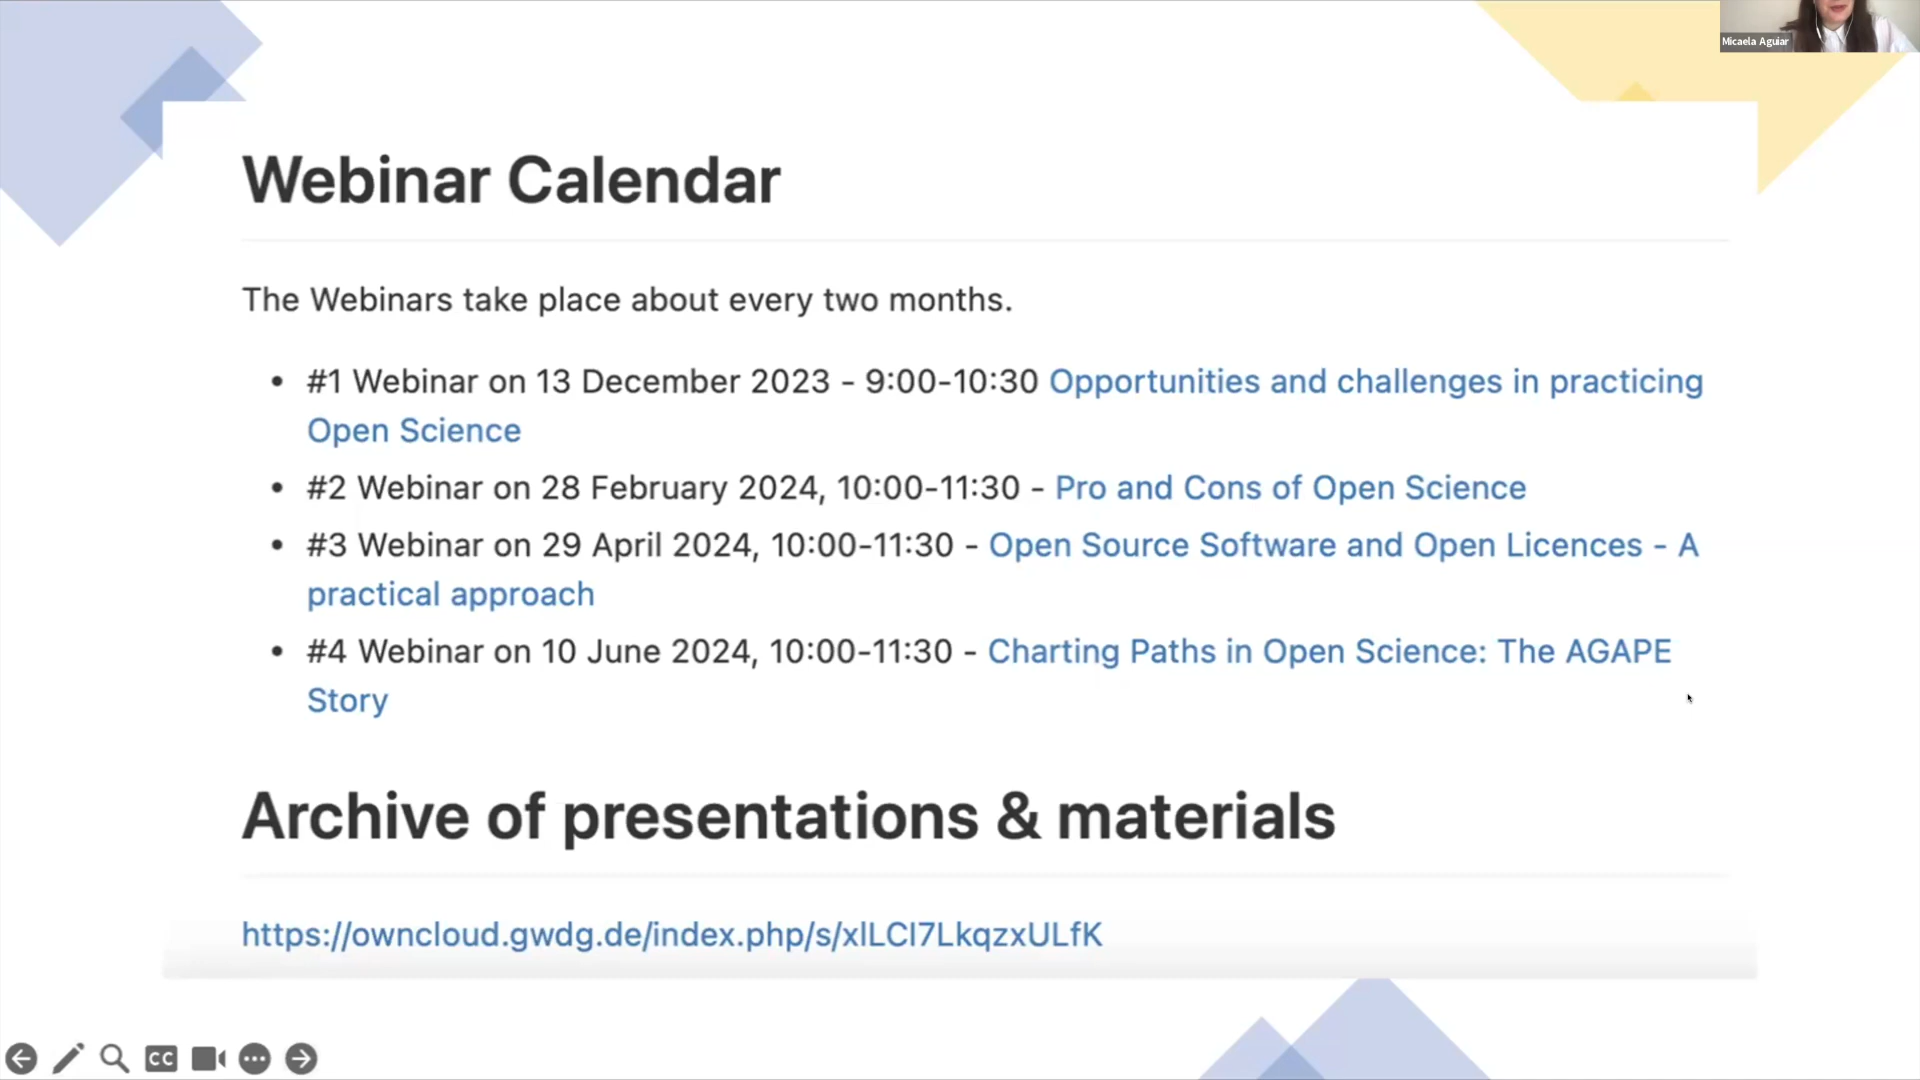 Micaela Aguiar
Webinar Calendar
The Webinars take place about every two months.
• #1 Webinar on 13 December 2023 - 9:00-10:30 Opportunities and challenges in practicing
Open Science
• #2 Webinar on 28 February 2024, 10:00-11:30 - Pro and Cons of Open Science
• #3 Webinar on 29 April 2024, 10:00-11:30 - Open Source Software and Open Licences - A
practical approach
• #4 Webinar on 10 June 2024, 10:00-11:30 - Charting Paths in Open Science: The AGAPE
Story
Archive of presentations & materials
https://owncloud.gwdg.de/index.php/s/xlLCl7LkqzxULfK
CC